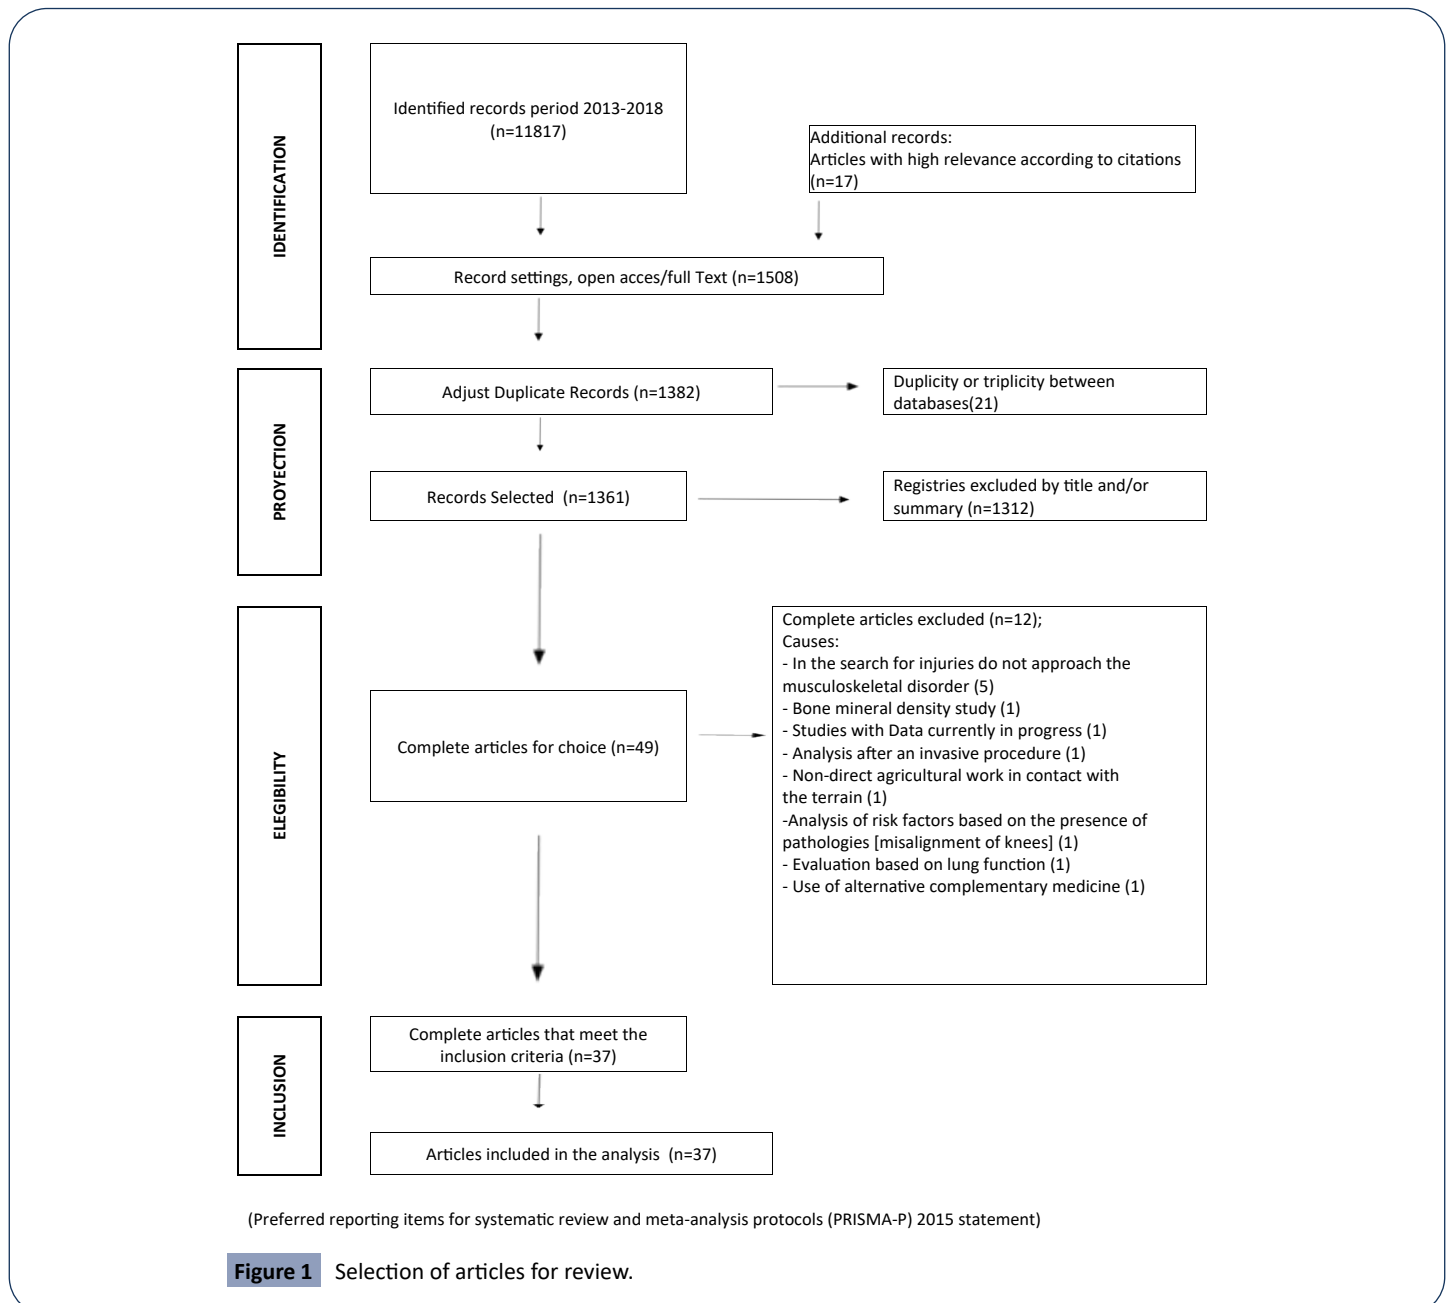 IDENTIFICATION
Identified records period 2013-2018
(n=11817)
Additional records:
Articles with high relevance according to citations
(n=17)
Record settings, open acces/full Text (n=1508)
PROYECTION
Adjust Duplicate Records (n=1382)
Duplicity or triplicity between
databases(21)
Records Selected (n=1361)
Registries excluded by title and/or
summary (n=1312)
ELEGIBILITY
Complete articles for choice (n=49)
Complete articles excluded (n=12);
Causes:
- In the search for injuries do not approach the
musculoskeletal disorder (5)
- Bone mineral density study (1)
- Studies with Data currently in progress (1)
- Analysis after an invasive procedure (1)
- Non-direct agricultural work in contact with
the terrain (1)
-Analysis of risk factors based on the presence of
pathologies [misalignment of knees] (1)
- Evaluation based on lung function (1)
- Use of alternative complementary medicine (1)
INCLUSION
Complete articles that meet the
inclusion criteria (n=37)
Articles included in the analysis (n=37)
(Preferred reporting items for systematic review and meta-analysis protocols (PRISMA-P) 2015 statement)
Figure 1 Selection of articles for review.